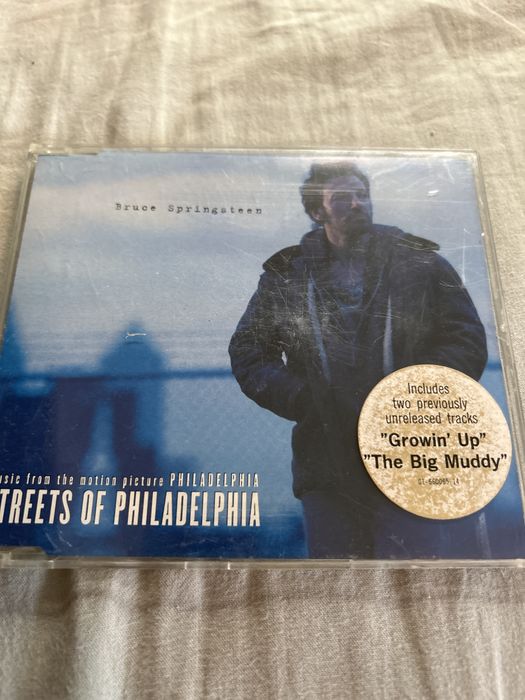 Bruce Springsteen
Includes
two previously
unreleased tracks
"Growin' Up"
"The Big Muddy"
usic from the motion picture PHILADELPHIA
TREETS OF PHILADELPHIA